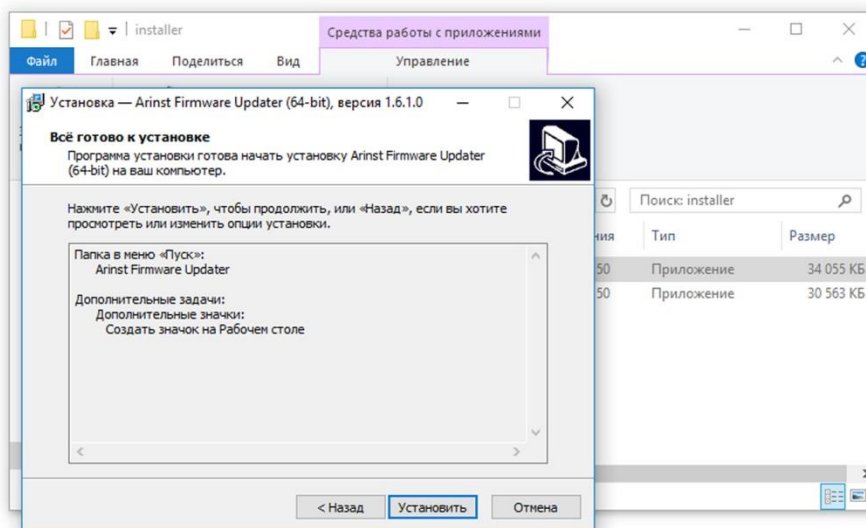 installer
Средства работы с приложениями
Файл
Главная
Поделиться
Вид
Управление
Установка — Arinst Firmware Updater (64-bit), версия 1.6.1.0
Всё готово к установке
Программа установки готова начать установку Arinst Firmware Updater
(64-bit) на ваш компьютер.
Нажмите «Установить», чтобы продолжить, или «Назад», если вы хотите
просмотреть или изменить опции установки.
Папка в меню «Пуск»:
Arinst Firmware Updater
Дополнительные задачи:
Дополнительные значки:
Создать значок на Рабочем столе
< Назад
Установить
Отмена
Поиск: installer
Тип
Размер
50
Приложение
34 055 КБ
50
Приложение
30 563 КБ